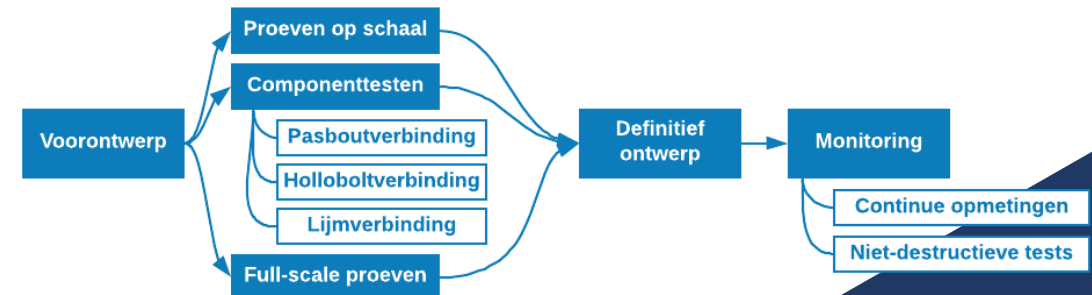 Voorontwerp
Proeven op schaal
Componenttesten
Pasboutverbinding
Holloboltverbinding
Lijmverbinding
Full-scale proeven
Definitief
ontwerp
Monitoring
Continue opmetingen
Niet-destructieve tests